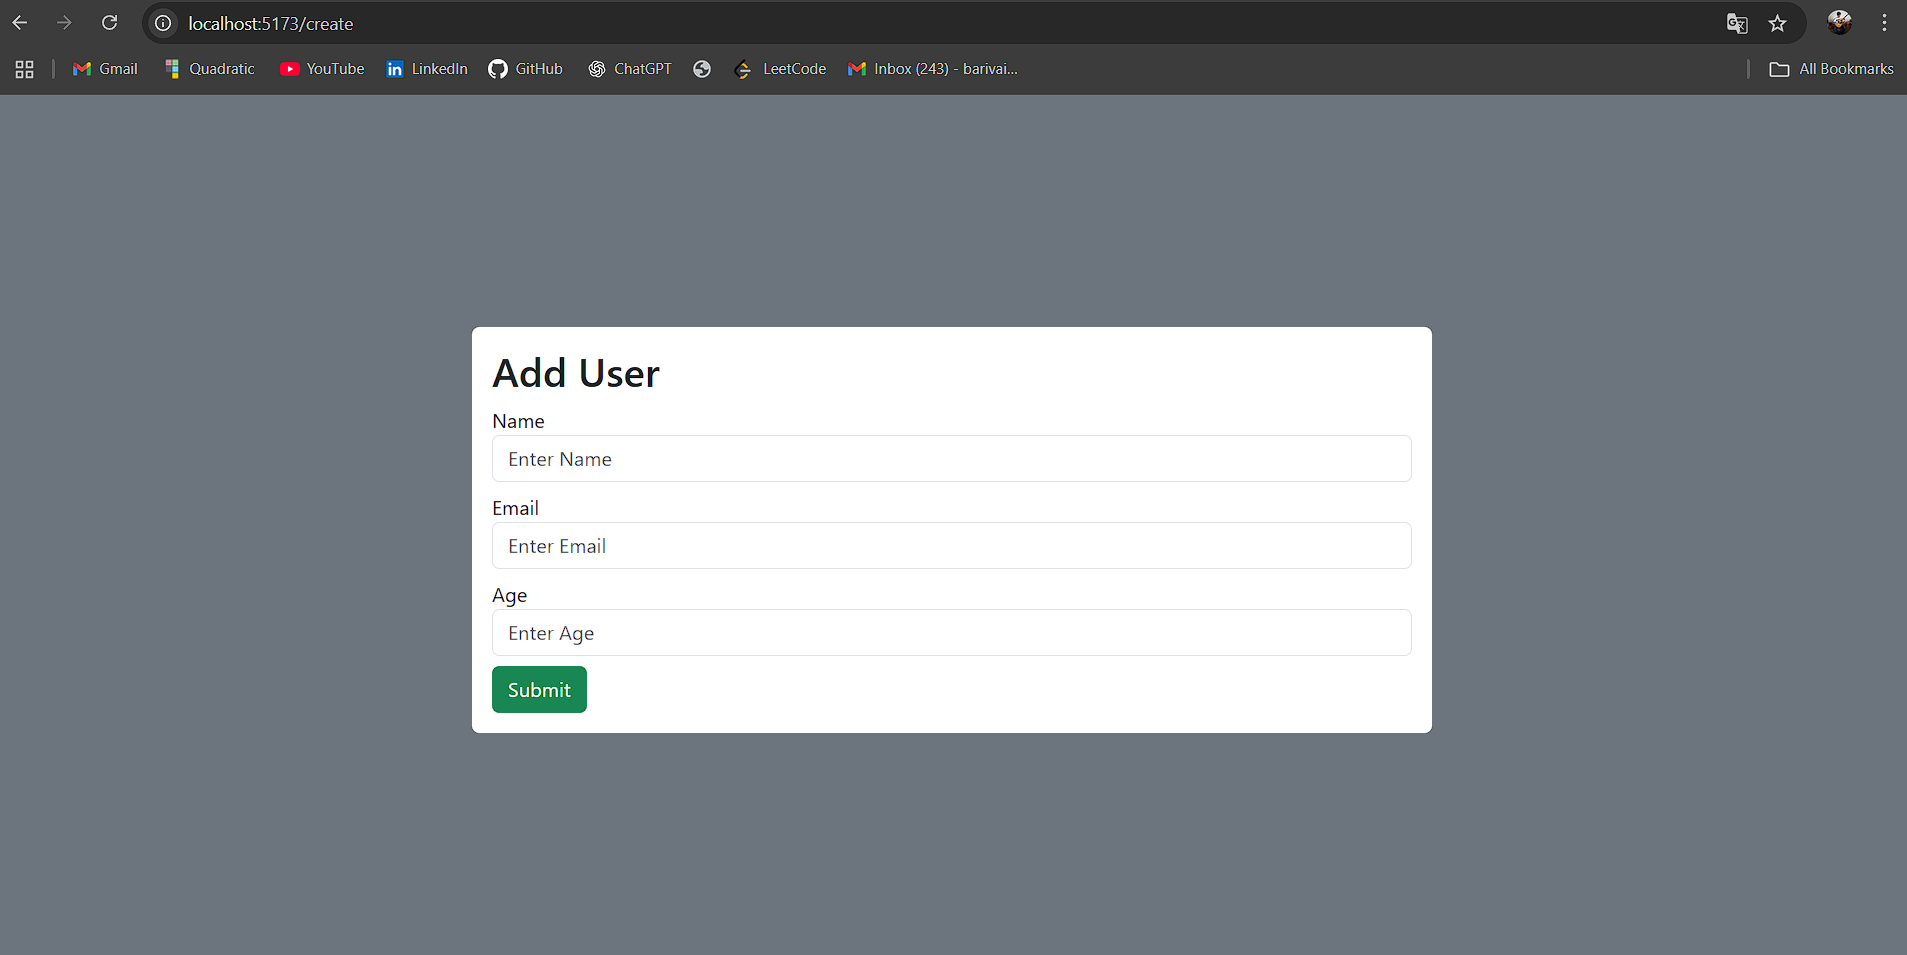 localhost:5173/create
Gmail Quadratic YouTube LinkedIn GitHub ChatGPT LeetCode Inbox (243) - barivai... All Bookmarks
Add User
Name
Enter Name
Email
Enter Email
Age
Enter Age
Submit